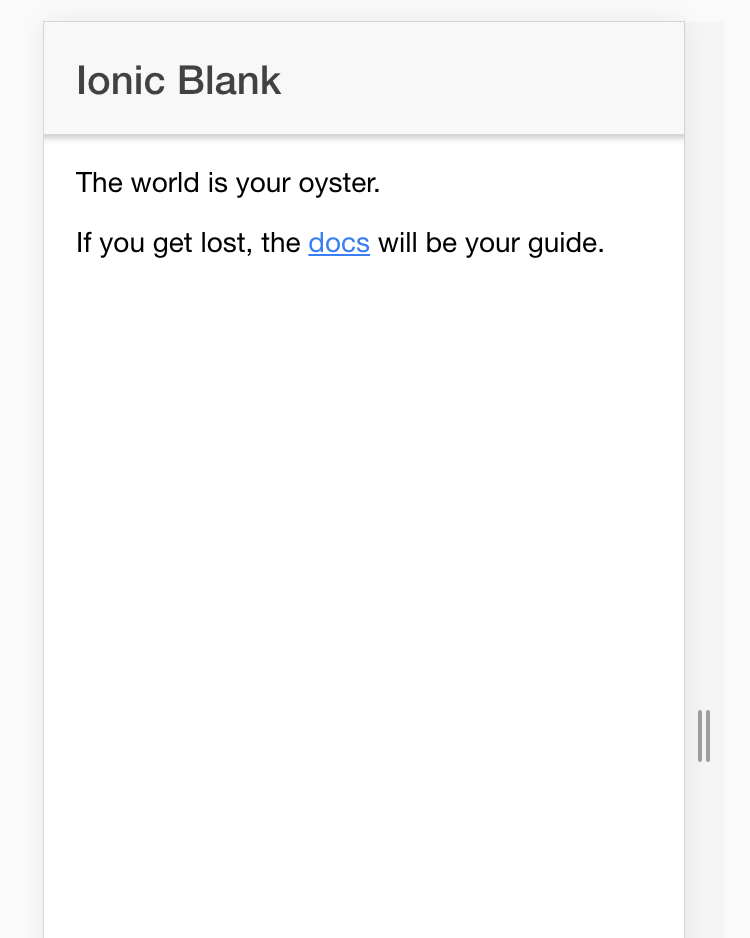 Ionic Blank
The world is your oyster.
If you get lost, the docs will be your guide.